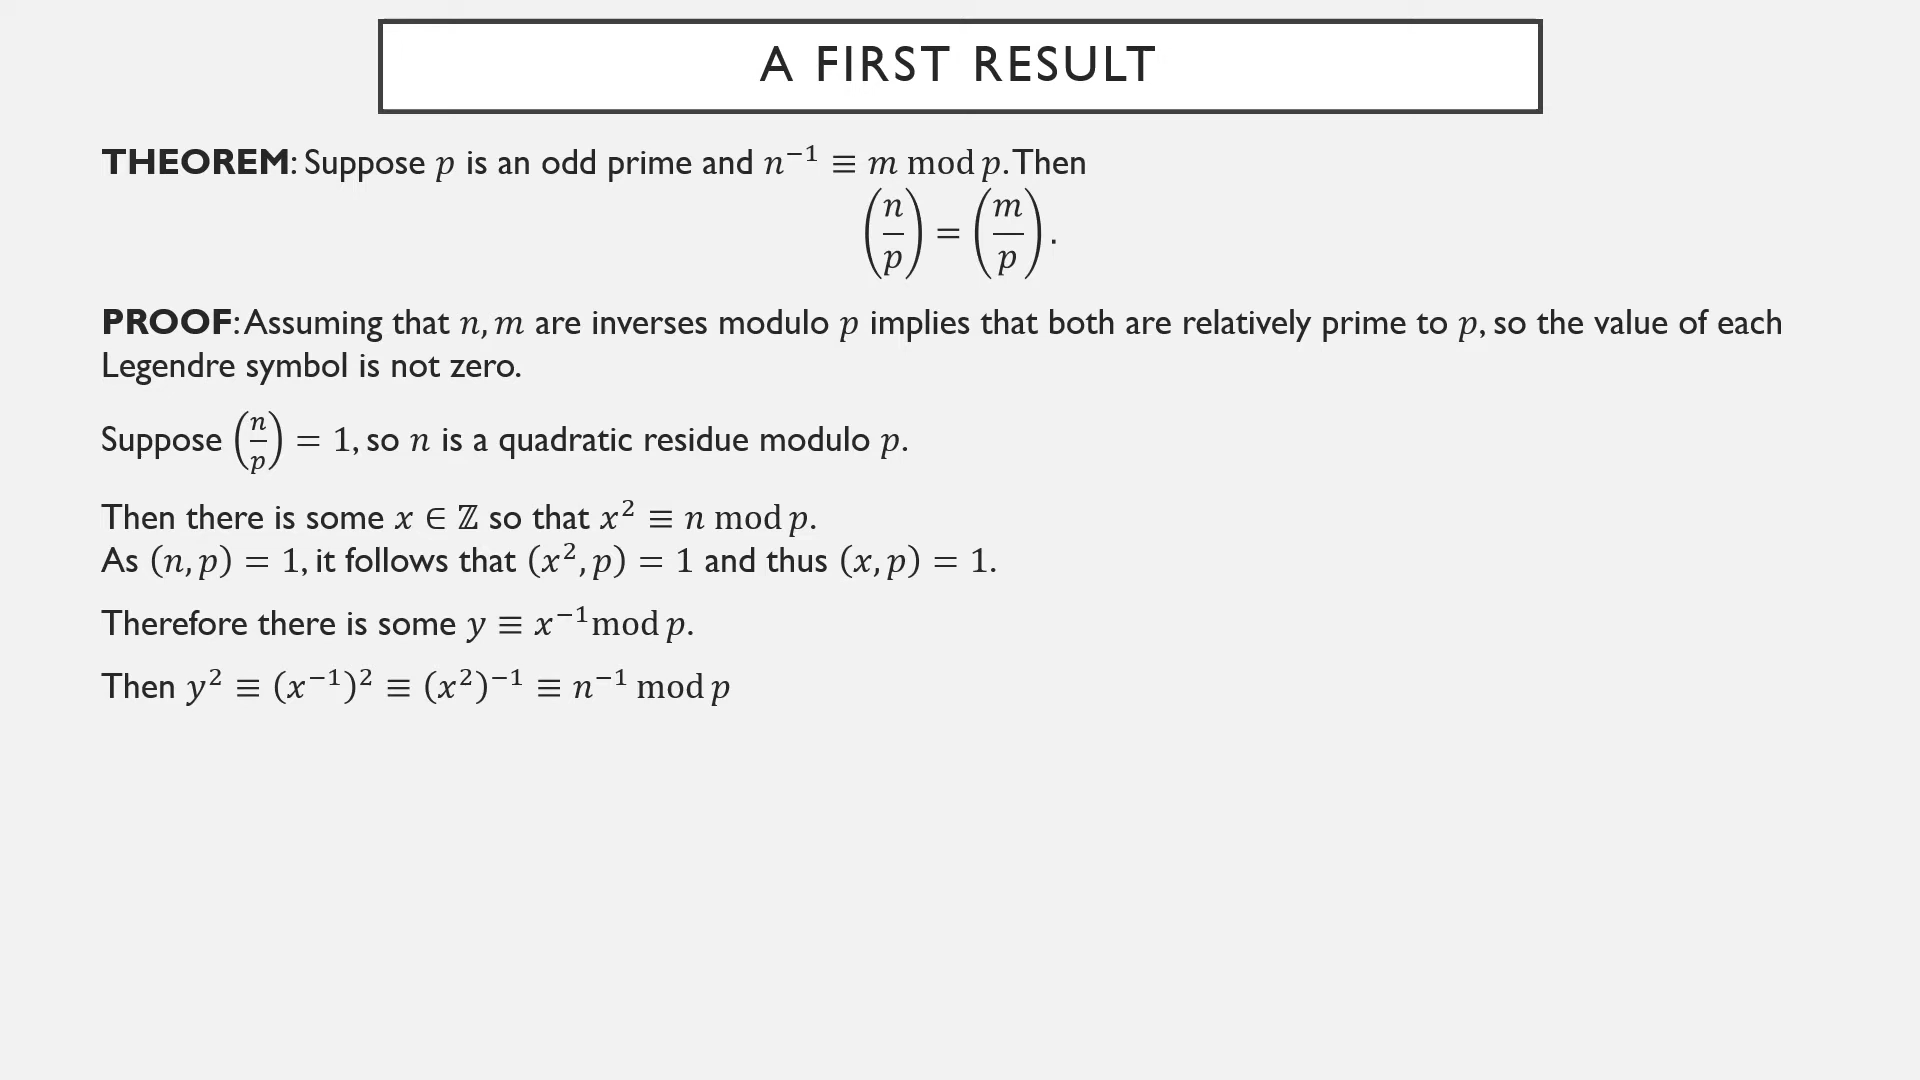 A FIRST RESULT
THEOREM: Suppose p is an odd prime and n⁻¹ ≡ m mod p. Then
(n/p) = (m/p).
PROOF: Assuming that n, m are inverses modulo p implies that both are relatively prime to p, so the value of each
Legendre symbol is not zero.
Suppose (n/p) = 1, so n is a quadratic residue modulo p.
Then there is some x ∈ ℤ so that x² ≡ n mod p.
As (n, p) = 1, it follows that (x², p) = 1 and thus (x, p) = 1.
Therefore there is some y ≡ x⁻¹ mod p.
Then y² ≡ (x⁻¹)² ≡ (x²)⁻¹ ≡ n⁻¹ mod p